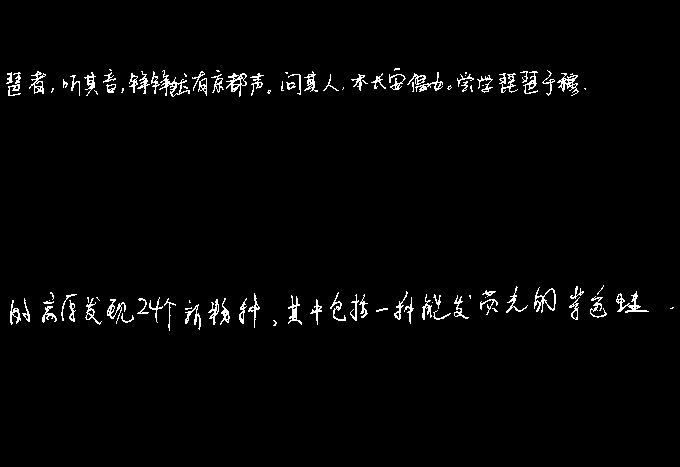 琶者,听其音,铮铮然有京都声。问其人,本长安倡女。尝学琵琶于穆、
的高原发现24个新物种、其中包括一种能发荧光的紫色蛙.